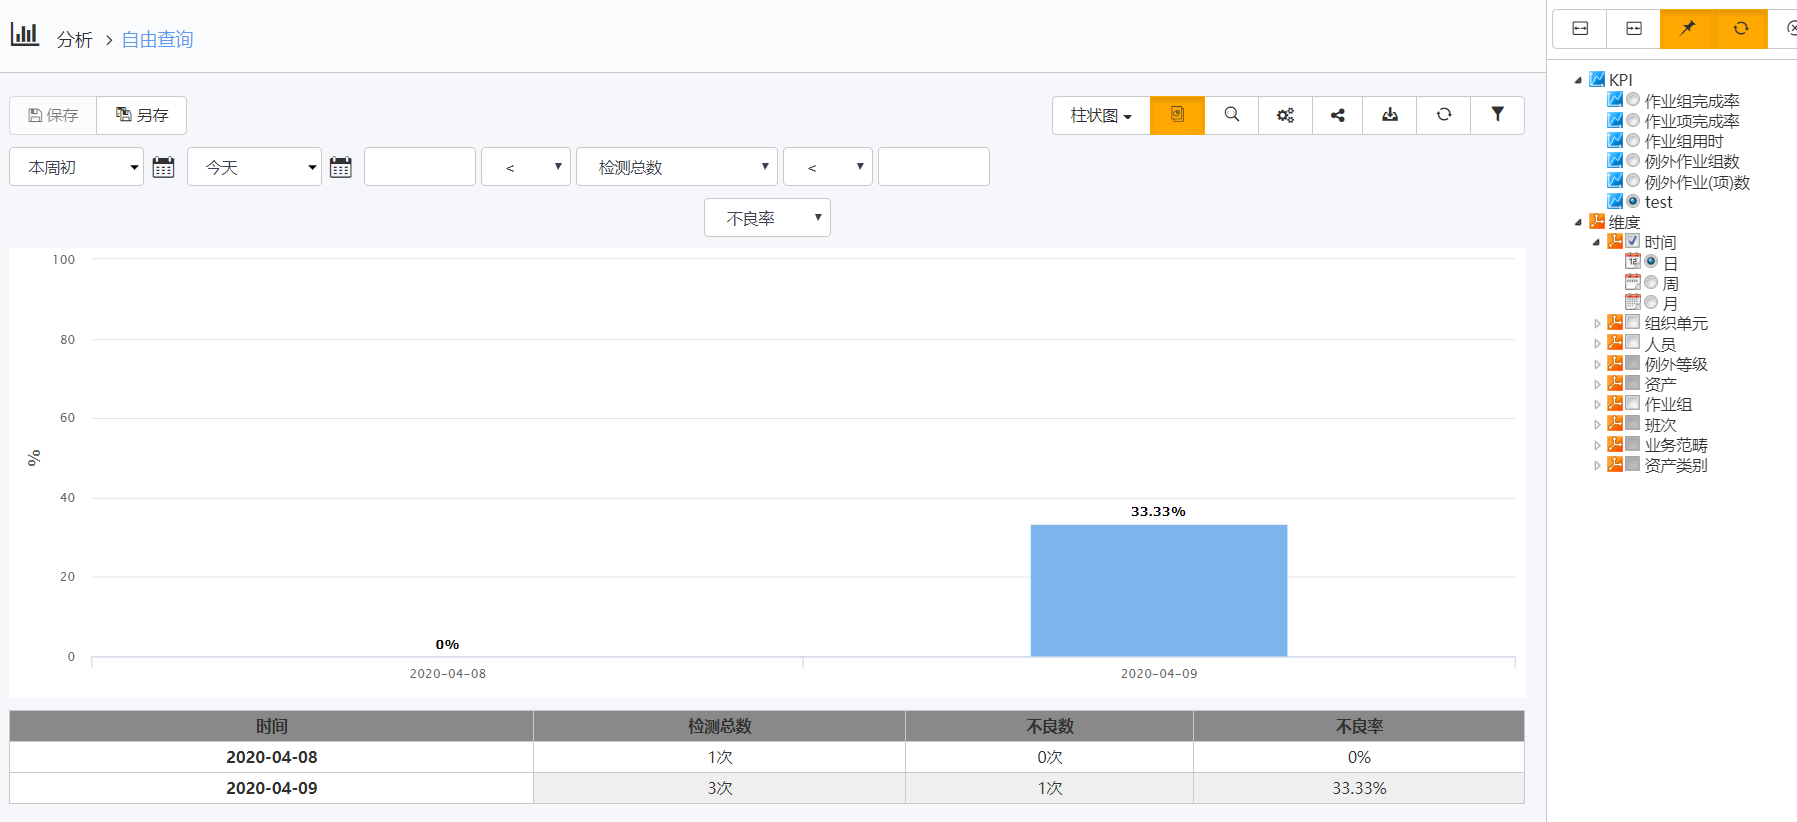 分析 > 自由查询
保存 另存 柱状图
本周初 今天 < 检测总数 <
不良率
100
80
60
40
20
0
%
0%
33.33%
2020-04-08 2020-04-09
时间 检测总数 不良数 不良率
2020-04-08 1次 0次 0%
2020-04-09 3次 1次 33.33%
KPI
作业组完成率
作业项完成率
作业组用时
例外作业组数
例外作业(项)数
test
维度
时间
日
周
月
组织单元
人员
例外等级
资产
作业组
班次
业务范畴
资产类别